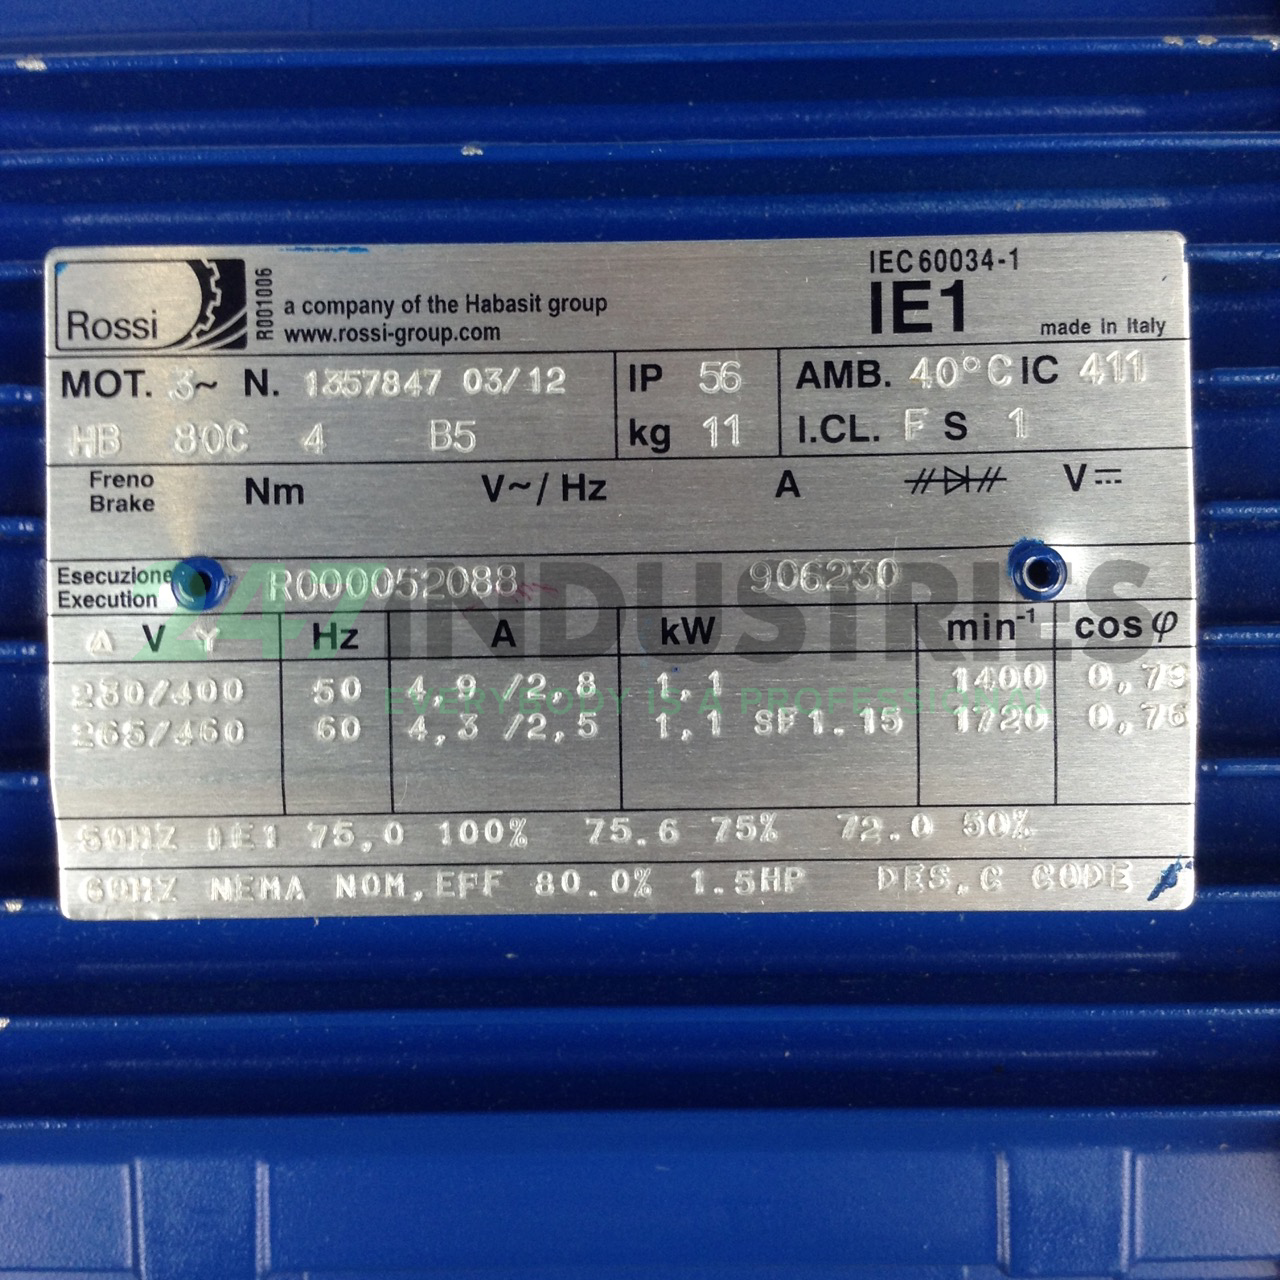 Rossi
R001006
a company of the Habasit group
www.rossi-group.com
IEC 60034-1
IE1
made in Italy
MOT. 3~ N. 1357847 03/12 IP 56 AMB. 40°C IC 411
HB 80C 4 B5 kg 11 I.CL. F S 1
Freno
Brake Nm V~/Hz A V
Esecuzione
Execution R000052088 906230
Δ V Y Hz A kW min-1 cos φ
230/400 50 4,9 /2,8 1,1 1400 0,79
265/460 60 4,3 /2,5 1,1 SF1.15 1720 0,76
50HZ IE1 75,0 100% 75.6 75% 72.0 50%
60HZ NEMA NOM,EFF 80.0% 1.5HP DES,C CODE
247 INDUSTRIES
EVERYBODY IS A PROFESSIONAL